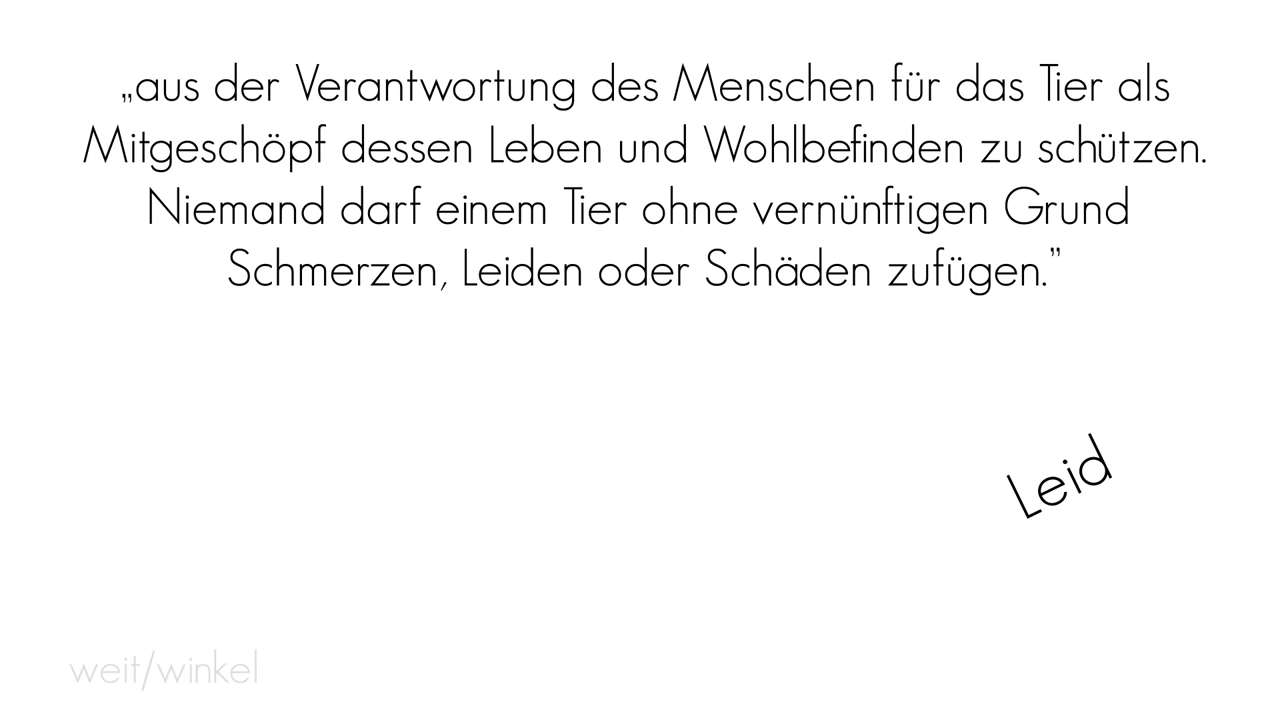 „aus der Verantwortung des Menschen für das Tier als
Mitgeschöpf dessen Leben und Wohlbefinden zu schützen.
Niemand darf einem Tier ohne vernünftigen Grund
Schmerzen, Leiden oder Schäden zufügen.”
Leid
weit/winkel